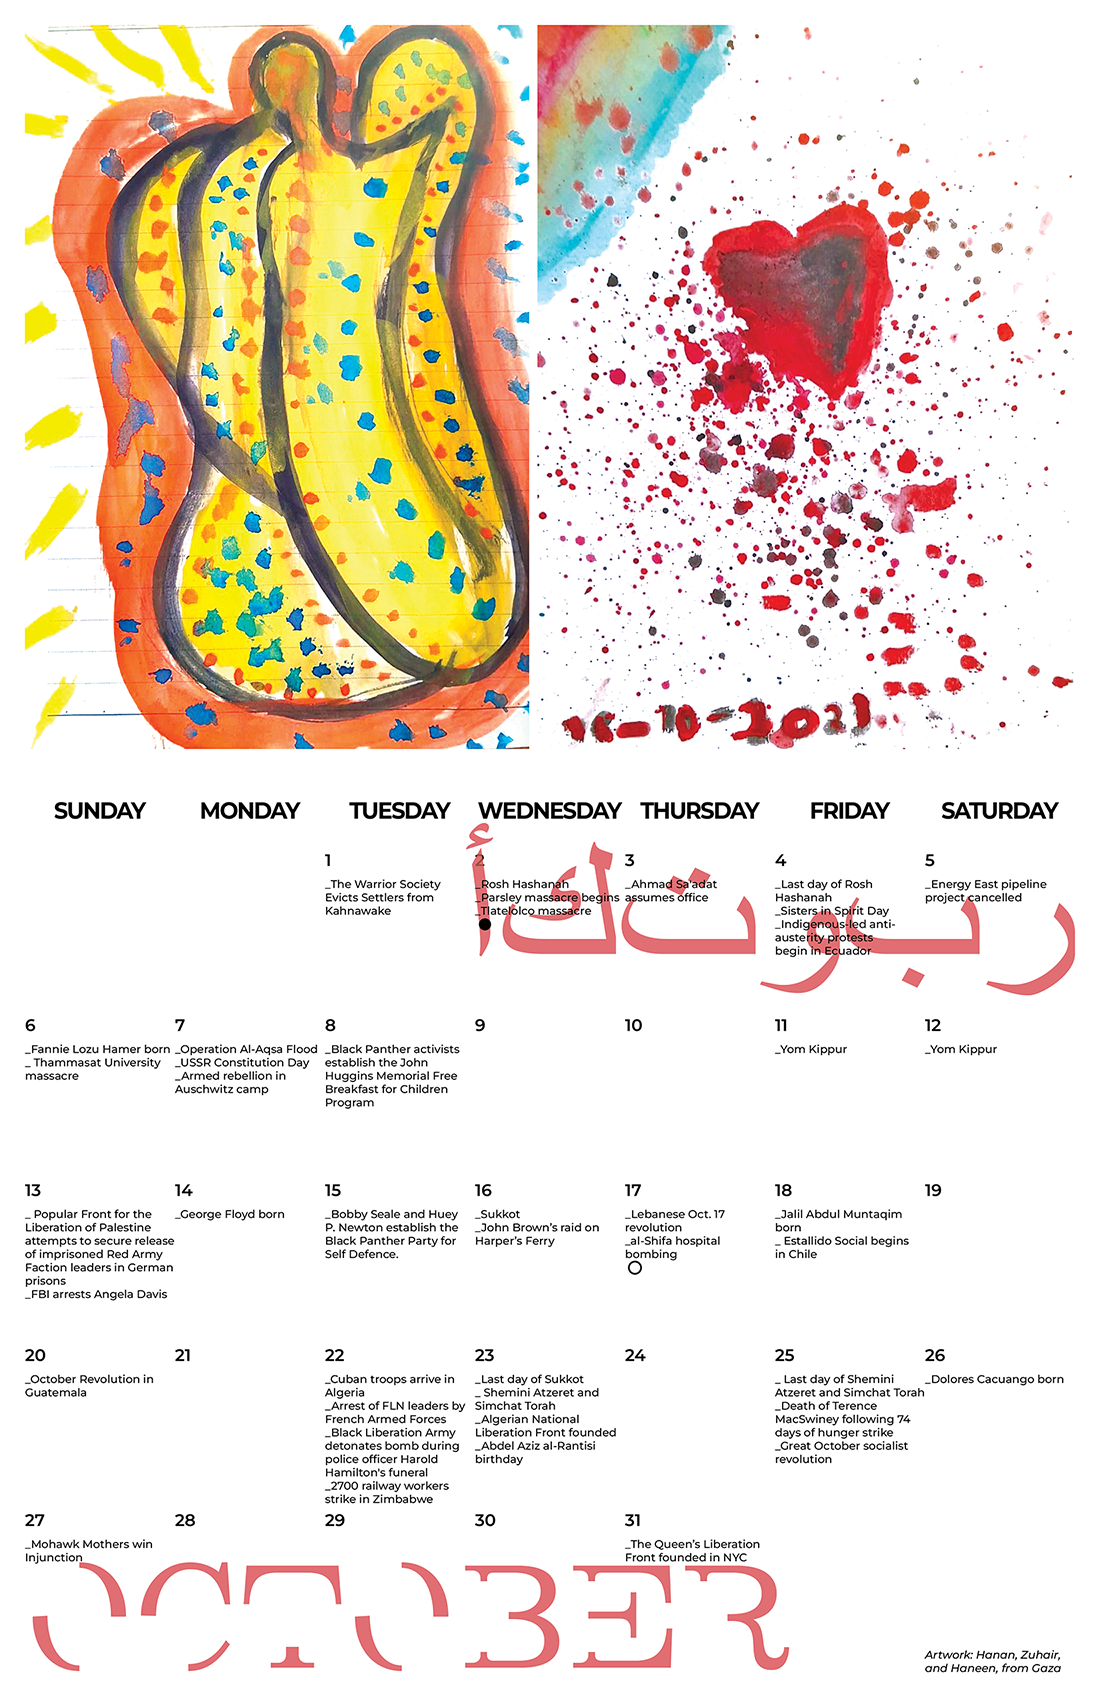 16-10-2021
SUNDAY MONDAY TUESDAY WEDNESDAY THURSDAY FRIDAY SATURDAY
أكتوبر
1
_The Warrior Society
Evicts Settlers from
Kahnawake
2
_Rosh Hashanah
_Parsley massacre begins
_Tlatelolco massacre
3
_Ahmad Sa'adat
assumes office
4
_Last day of Rosh
Hashanah
_Sisters in Spirit Day
_Indigenous-led anti-
austerity protests
begin in Ecuador
5
_Energy East pipeline
project cancelled
6
_Fannie Lozu Hamer born
_ Thammasat University
massacre
7
_Operation Al-Aqsa Flood
_USSR Constitution Day
_Armed rebellion in
Auschwitz camp
8
_Black Panther activists
establish the John
Huggins Memorial Free
Breakfast for Children
Program
9
10
11
_Yom Kippur
12
_Yom Kippur
13
_ Popular Front for the
Liberation of Palestine
attempts to secure release
of imprisoned Red Army
Faction leaders in German
prisons
_FBI arrests Angela Davis
14
_George Floyd born
15
_Bobby Seale and Huey
P. Newton establish the
Black Panther Party for
Self Defence.
16
_Sukkot
_John Brown's raid on
Harper's Ferry
17
_Lebanese Oct. 17
revolution
_al-Shifa hospital
bombing
18
_Jalil Abdul Muntaqim
born
_ Estallido Social begins
in Chile
19
20
_October Revolution in
Guatemala
21
22
_Cuban troops arrive in
Algeria
_Arrest of FLN leaders by
French Armed Forces
_Black Liberation Army
detonates bomb during
police officer Harold
Hamilton's funeral
_2700 railway workers
strike in Zimbabwe
23
_Last day of Sukkot
_ Shemini Atzeret and
Simchat Torah
_Algerian National
Liberation Front founded
_Abdel Aziz al-Rantisi
birthday
24
25
_ Last day of Shemini
Atzeret and Simchat Torah
_Death of Terence
MacSwiney following 74
days of hunger strike
_Great October socialist
revolution
26
_Dolores Cacuango born
27
_Mohawk Mothers win
Injunction
28
29
30
31
_The Queen's Liberation
Front founded in NYC
OCTOBER
Artwork: Hanan, Zuhair,
and Haneen, from Gaza